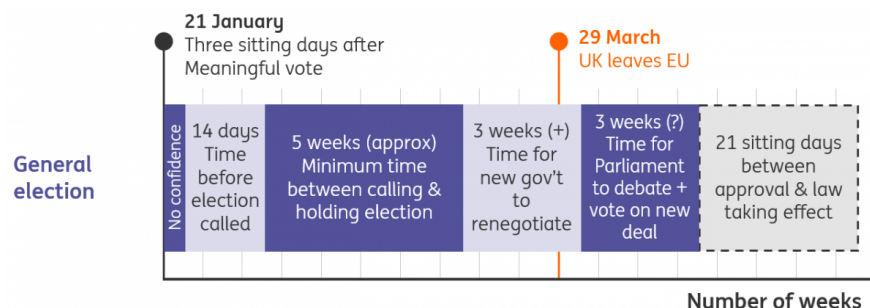 21 January
Three sitting days after
Meaningful vote
29 March
UK leaves EU
General
election
No confidence
14 days
Time
before
election
called
5 weeks (approx)
Minimum time
between calling &
holding election
3 weeks (+)
Time for
new gov't
to
renegotiate
3 weeks (?)
Time for
Parliament
to debate +
vote on new
deal
21 sitting days
between
approval & law
taking effect
Number of weeks